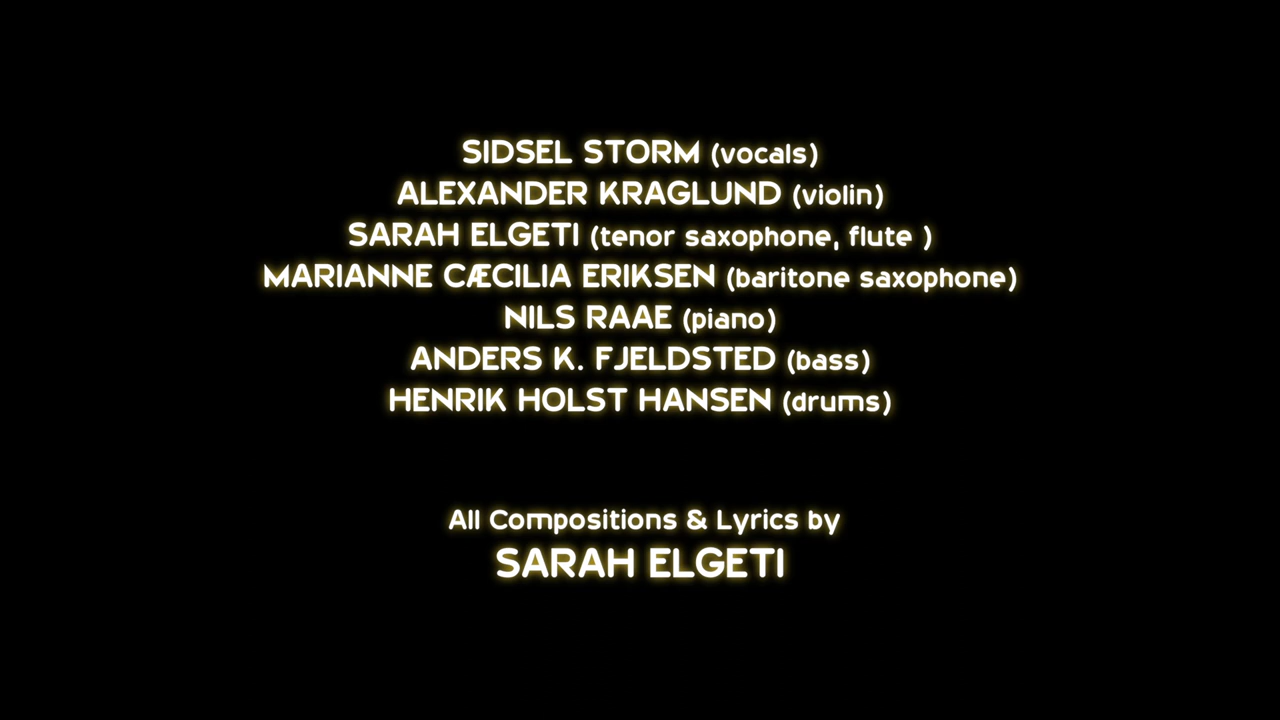 SIDSEL STORM (vocals)
ALEXANDER KRAGLUND (violin)
SARAH ELGETI (tenor saxophone, flute )
MARIANNE CÆCILIA ERIKSEN (baritone saxophone)
NILS RAAE (piano)
ANDERS K. FJELDSTED (bass)
HENRIK HOLST HANSEN (drums)
All Compositions & Lyrics by
SARAH ELGETI